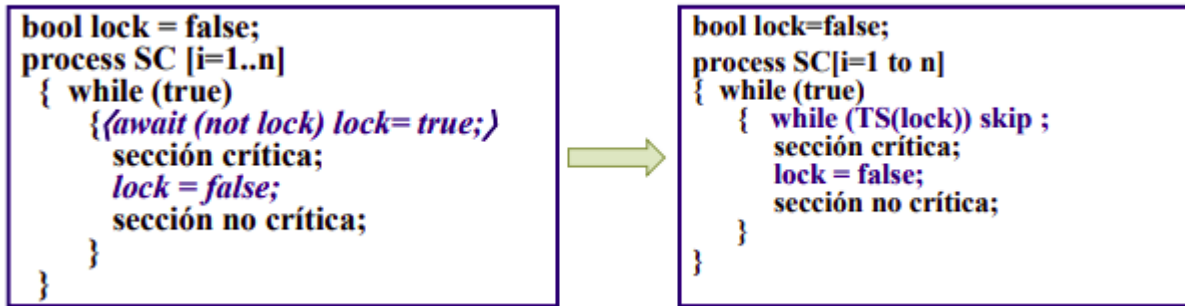 bool lock = false;
process SC [i=1..n]
{ while (true)
{⟨await (not lock) lock= true;⟩
sección crítica;
lock = false;
sección no crítica;
}
}
bool lock=false;
process SC[i=1 to n]
{ while (true)
{ while (TS(lock)) skip ;
sección crítica;
lock = false;
sección no crítica;
}
}